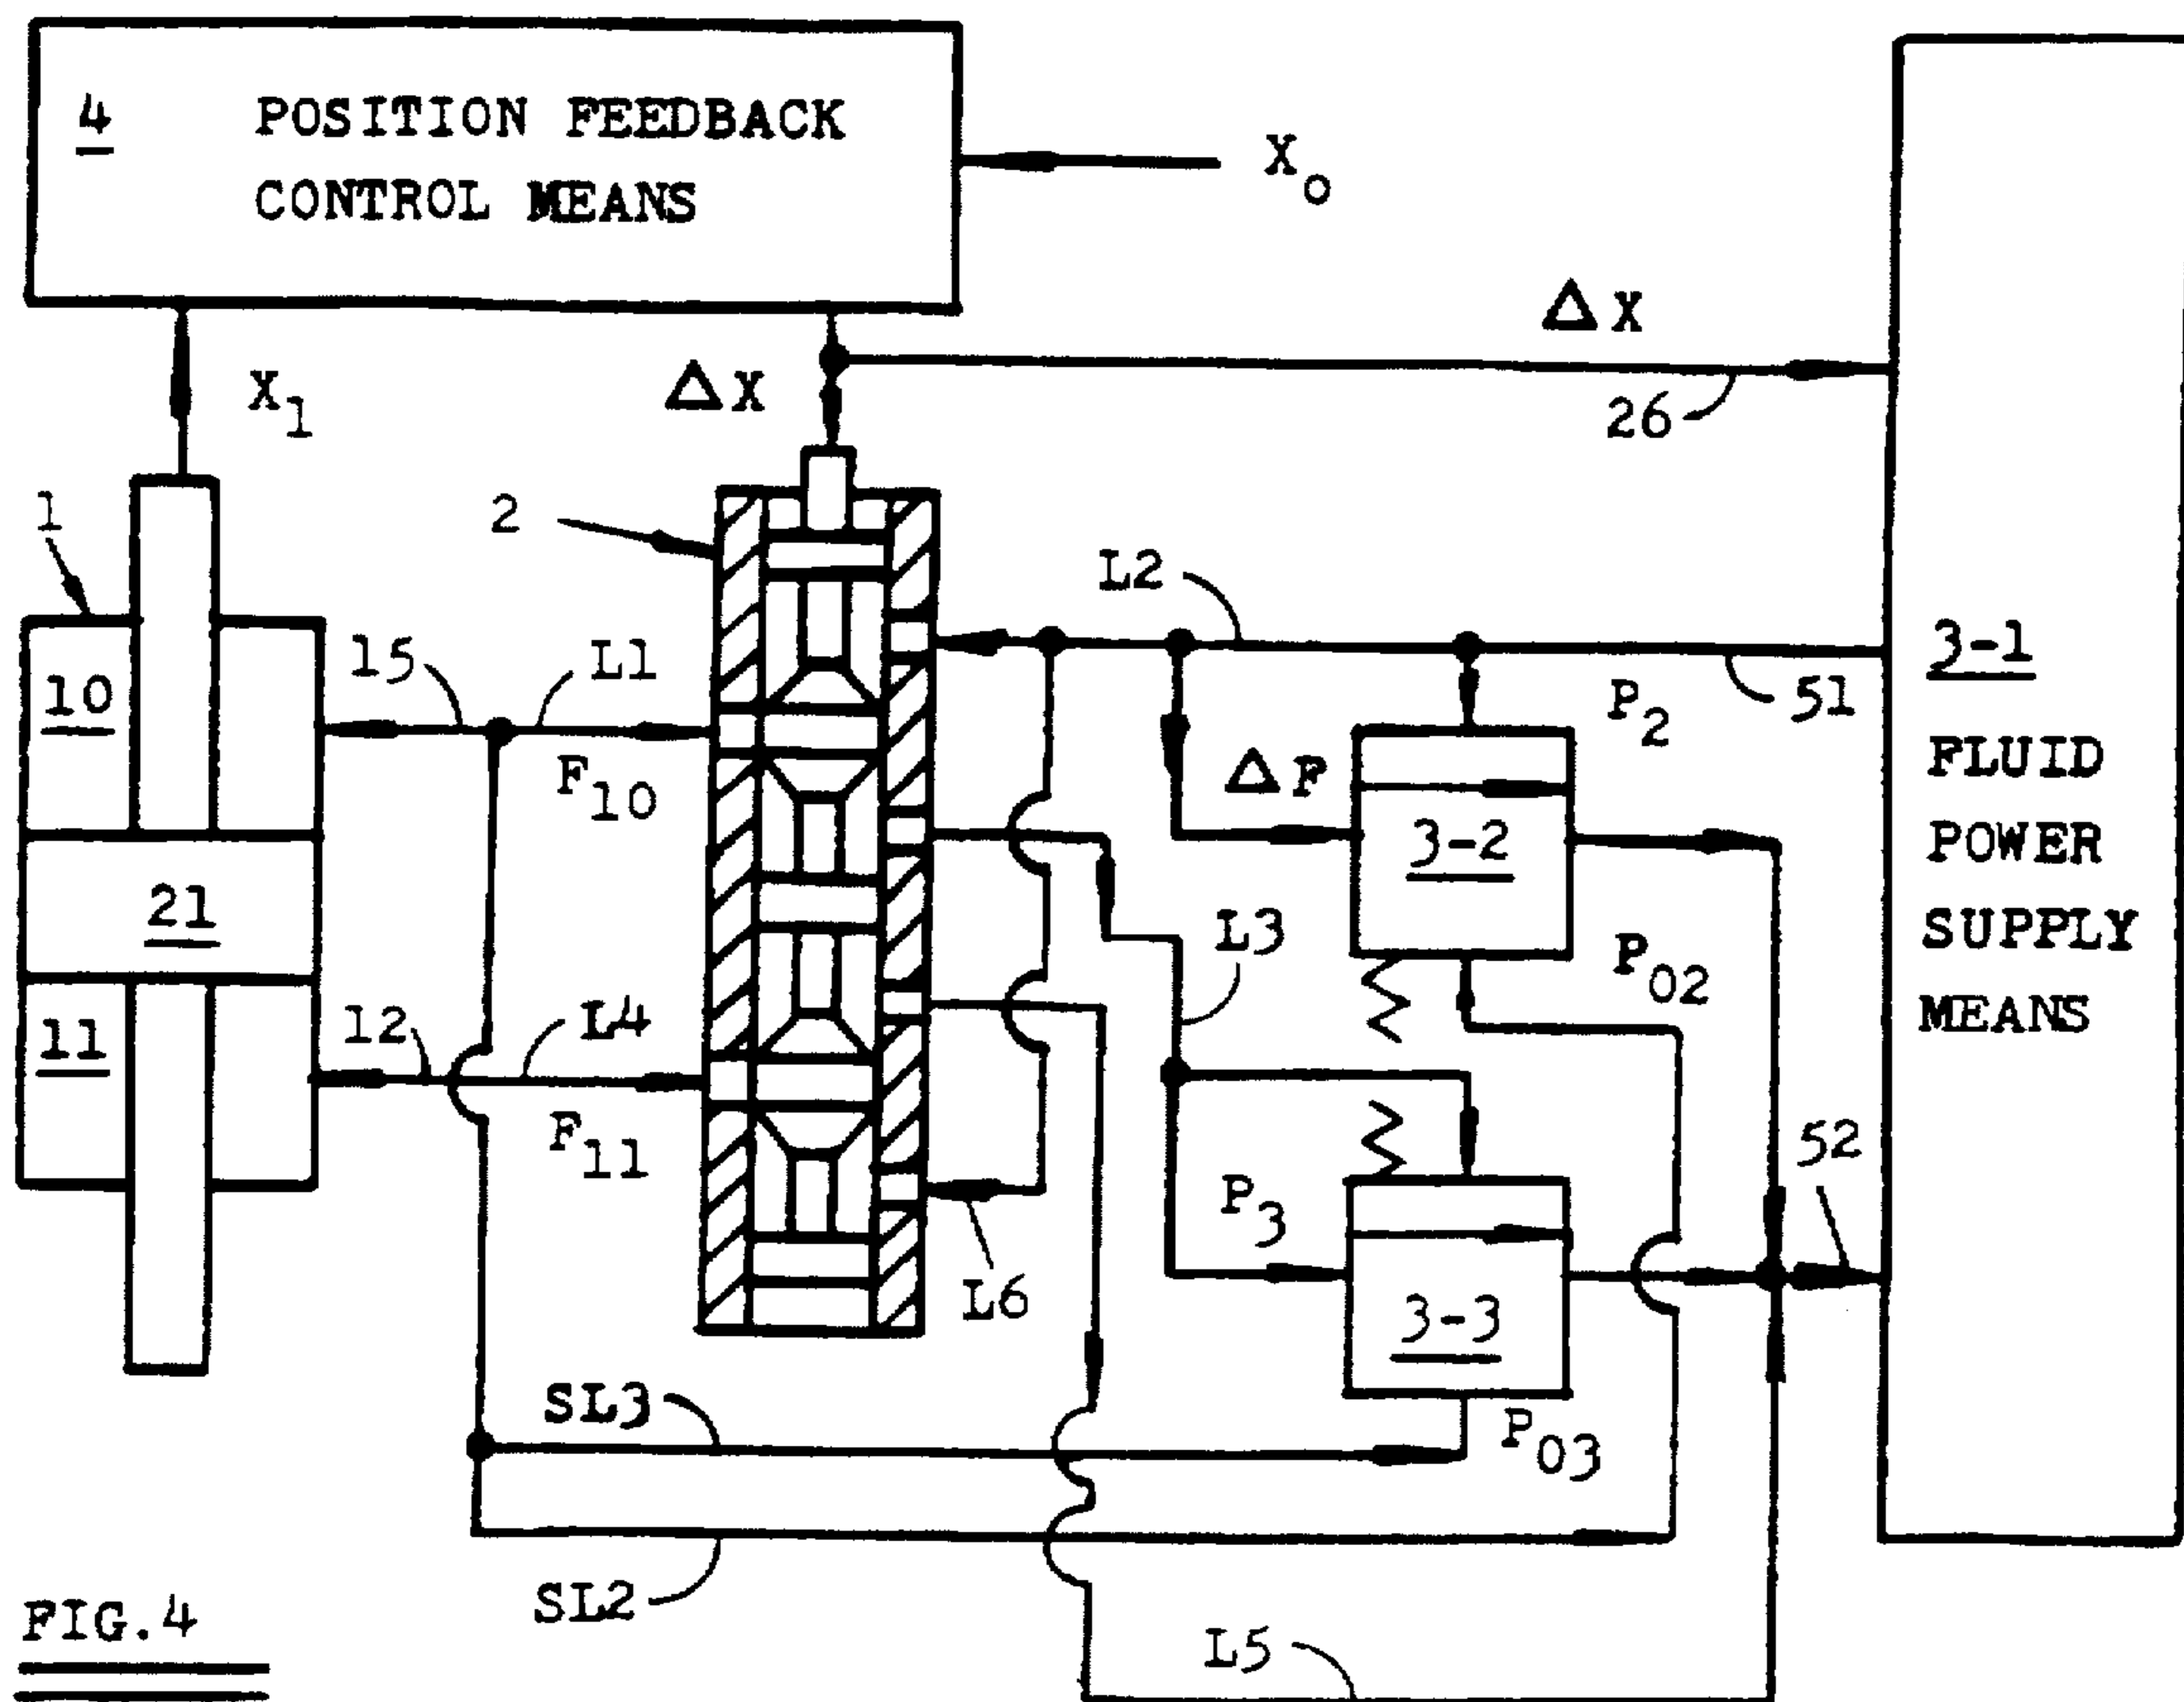 4 POSITION FEEDBACK
CONTROL MEANS
X₀
ΔX
X₁
ΔX
26
1
2
L2
3-1
10
15
L1
P₂
51
F₁₀
ΔP
FLUID
POWER
SUPPLY
MEANS
3-2
21
L3
P₀₂
11
12
L4
F₁₁
52
P₃
L6
3-3
SL3
P₀₃
SL2
L5
FIG.4